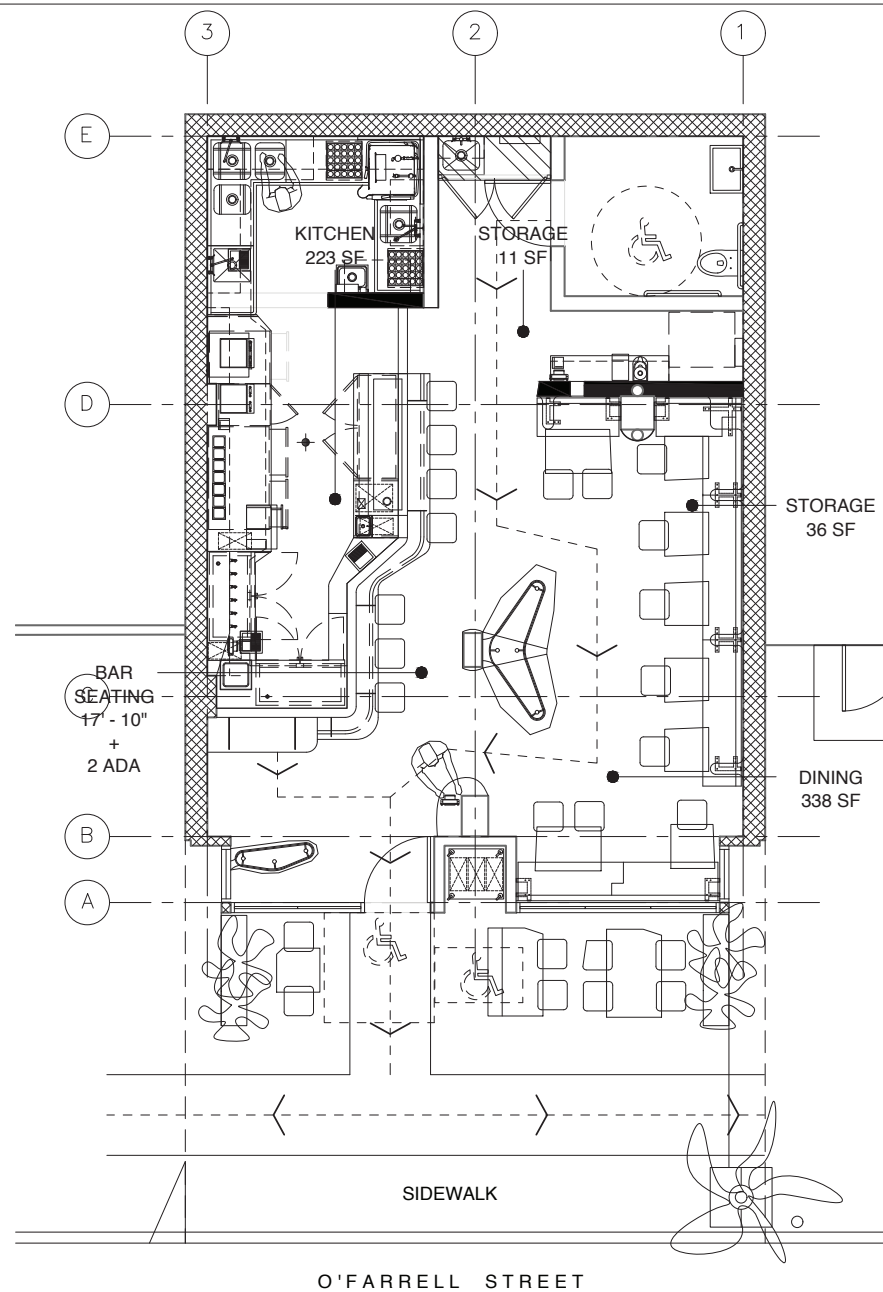 3
2
1
E
KITCHEN
223 SF
STORAGE
11 SF
D
STORAGE
36 SF
BAR
SEATING
17' - 10"
+
2 ADA
C
DINING
338 SF
B
A
SIDEWALK
O'FARRELL STREET